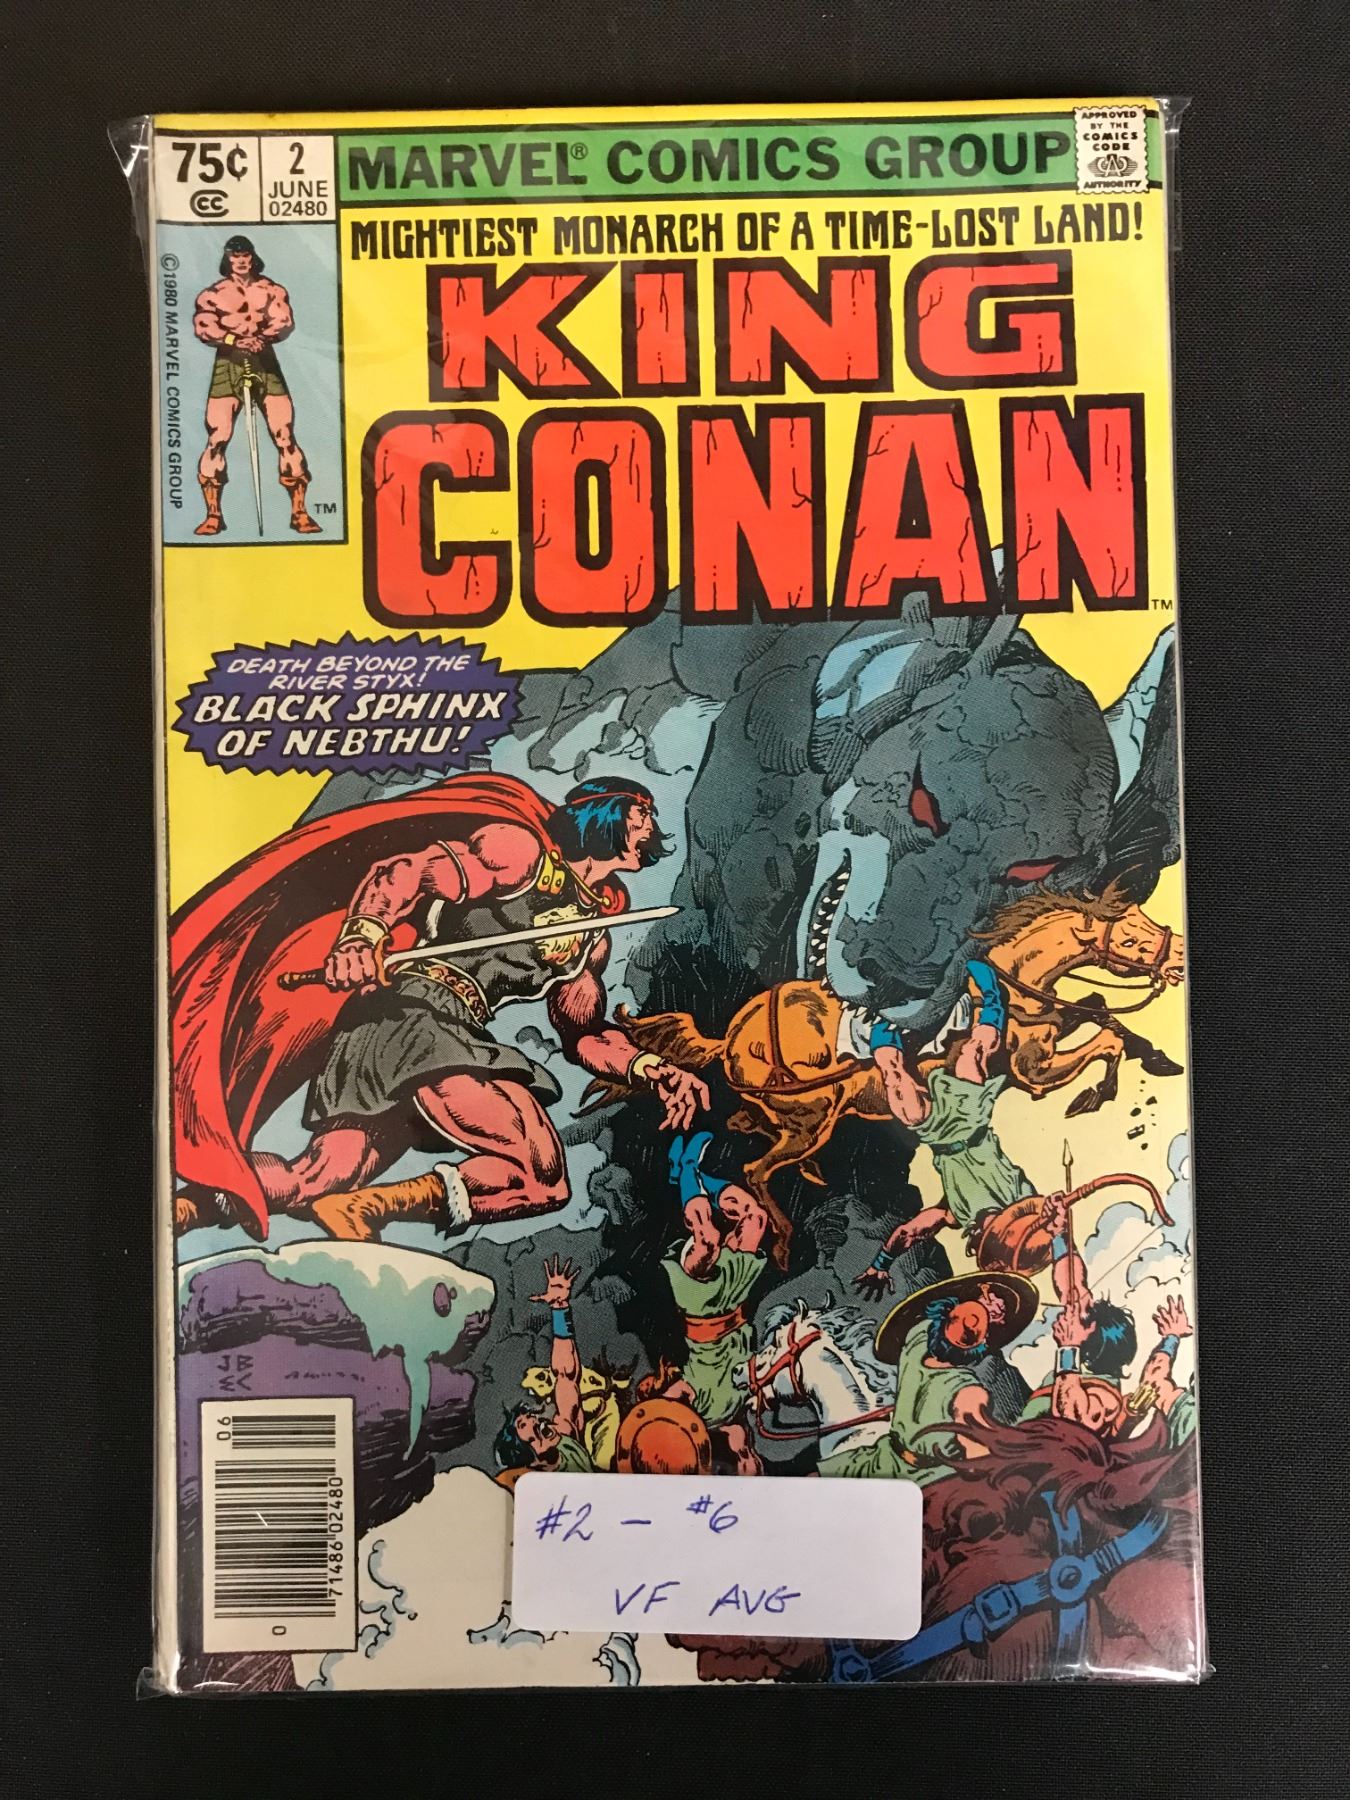 75¢
CC
2
JUNE
02480
MARVEL® COMICS GROUP
APPROVED
BY THE
COMICS
CODE
CA
AUTHORITY
MIGHTIEST MONARCH OF A TIME-LOST LAND!
KING
CONAN
TM
©1980 MARVEL COMICS GROUP
TM
DEATH BEYOND THE
RIVER STYX!
BLACK SPHINX
OF NEBTHU!
JB
06
71486 02480
0
#2 - #6
VF AVG